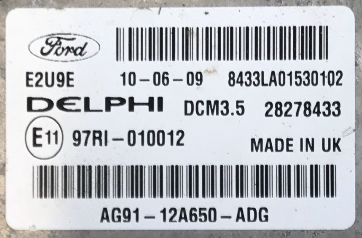 Ford
E2U9E 10-06-09 8433LA01530102
DELPHI DCM3.5 28278433
E11 97RI-010012 MADE IN UK
AG91-12A650-ADG